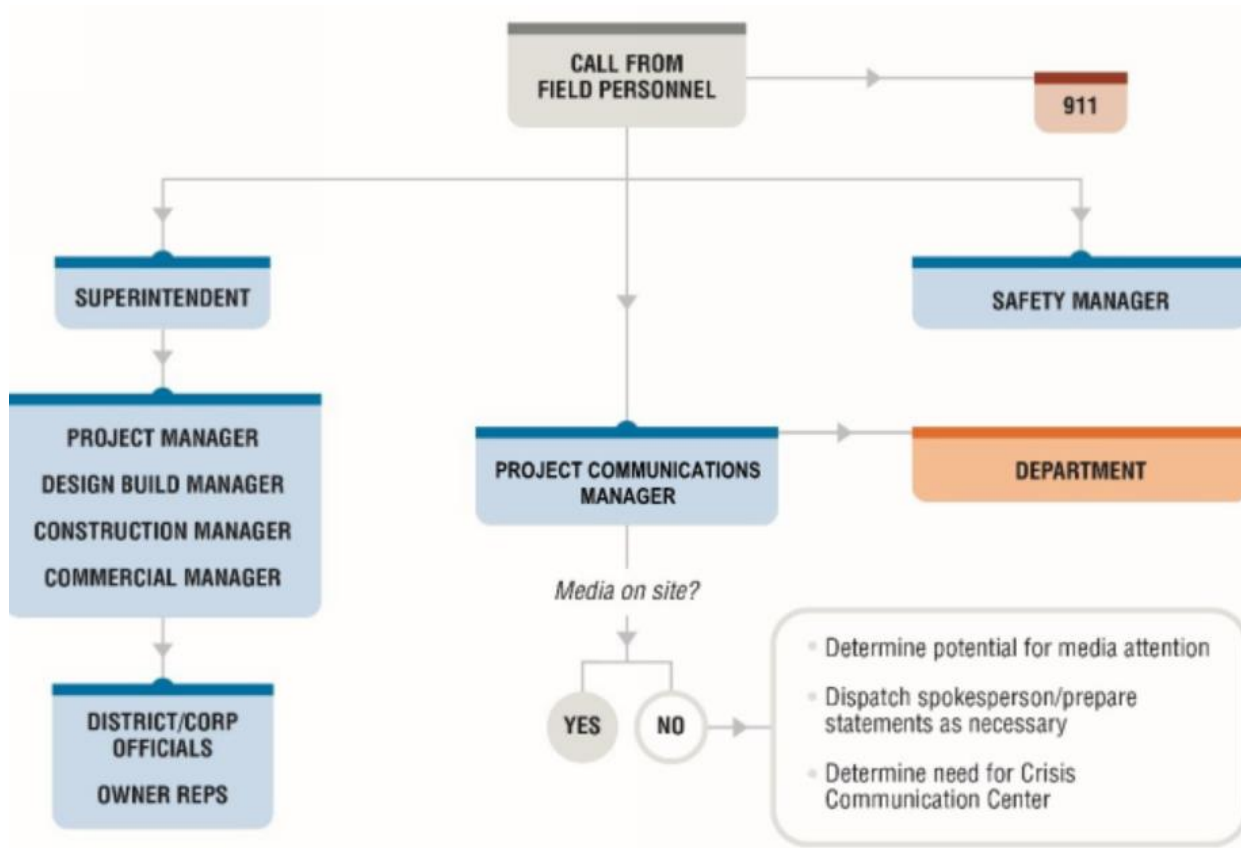 CALL FROM
FIELD PERSONNEL
911
SUPERINTENDENT
SAFETY MANAGER
PROJECT MANAGER
DESIGN BUILD MANAGER
CONSTRUCTION MANAGER
COMMERCIAL MANAGER
PROJECT COMMUNICATIONS
MANAGER
DEPARTMENT
Media on site?
YES
NO
• Determine potential for media attention
• Dispatch spokesperson/prepare
statements as necessary
• Determine need for Crisis
Communication Center
DISTRICT/CORP
OFFICIALS
OWNER REPS